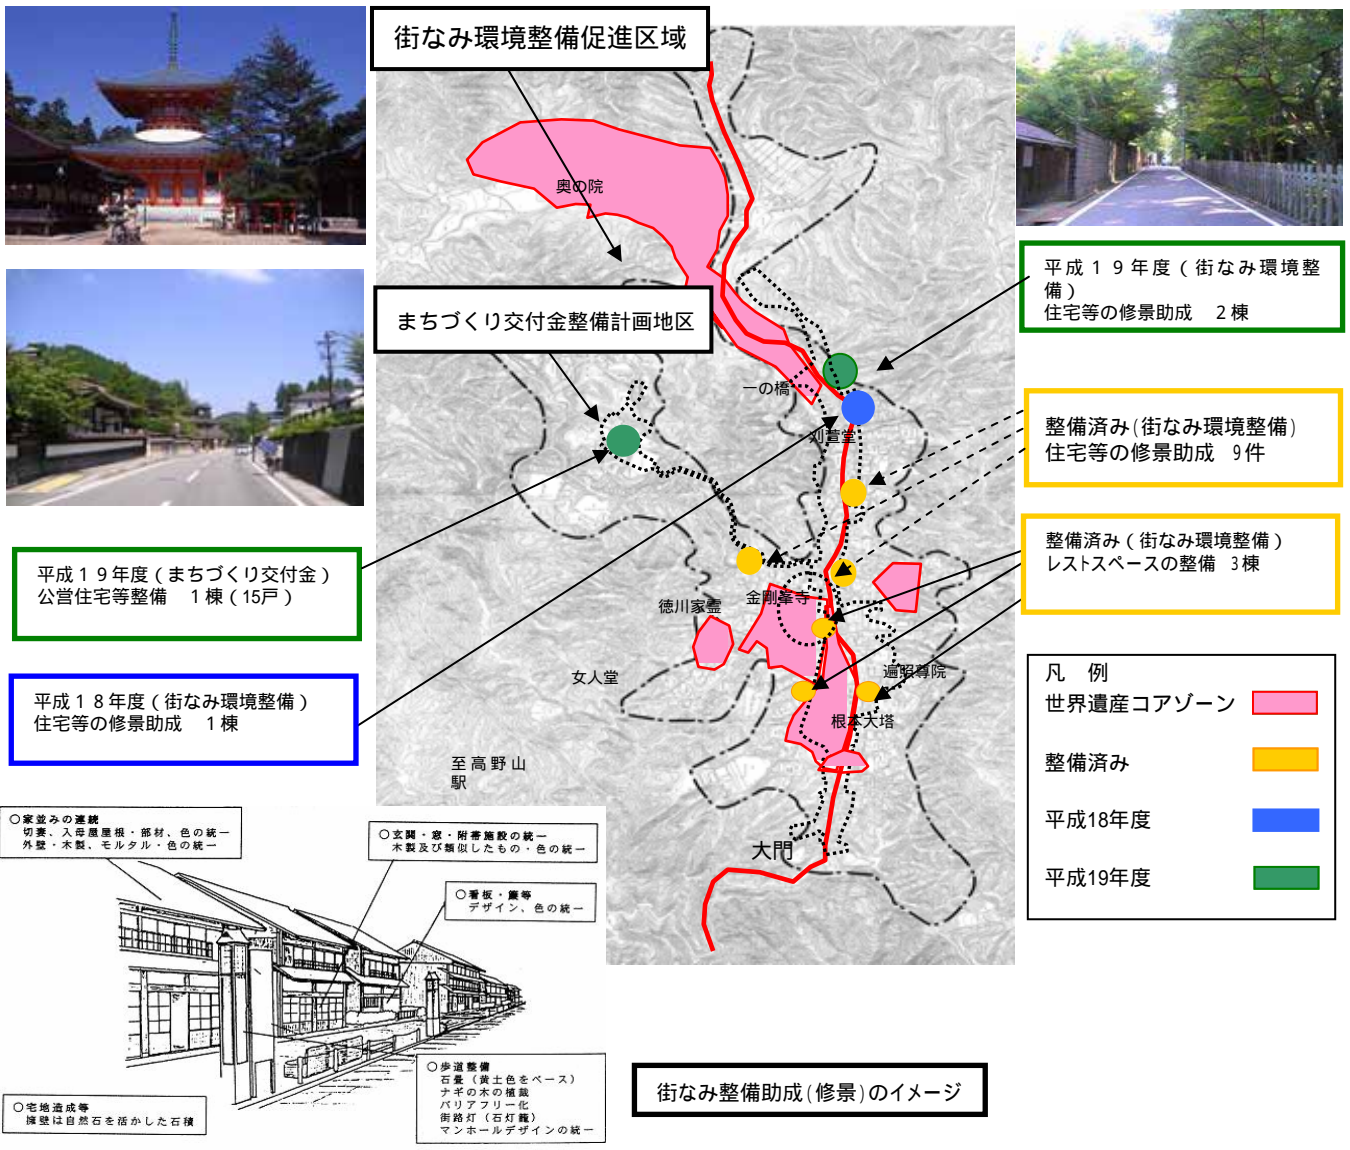 街なみ環境整備促進区域
奥の院
まちづくり交付金整備計画地区
平成１９年度（街なみ環境整
備）
住宅等の修景助成　２棟
一の橋
刈萱堂
整備済み(街なみ環境整備)
住宅等の修景助成　9件
整備済み（街なみ環境整備）
レストスペースの整備　3棟
平成１９年度（まちづくり交付金）
公営住宅等整備　１棟（15戸）
金剛峯寺
徳川家霊
女人堂
遍照尊院
根本大塔
平成１８年度（街なみ環境整備）
住宅等の修景助成　１棟
至高野山
駅
大門
凡　例
世界遺産コアゾーン
整備済み
平成18年度
平成19年度
○家並みの連続
切妻、入母屋屋根・部材、色の統一
外壁・木製、モルタル・色の統一
○玄関・窓・附帯施設の統一
木製及び類似したもの・色の統一
○看板・簾等
デザイン、色の統一
○歩道整備
石畳（黄土色をベース）
ナギの木の植栽
バリアフリー化
街路灯（石灯籠）
マンホールデザインの統一
○宅地造成等
擁壁は自然石を活かした石積
街なみ整備助成(修景)のイメージ